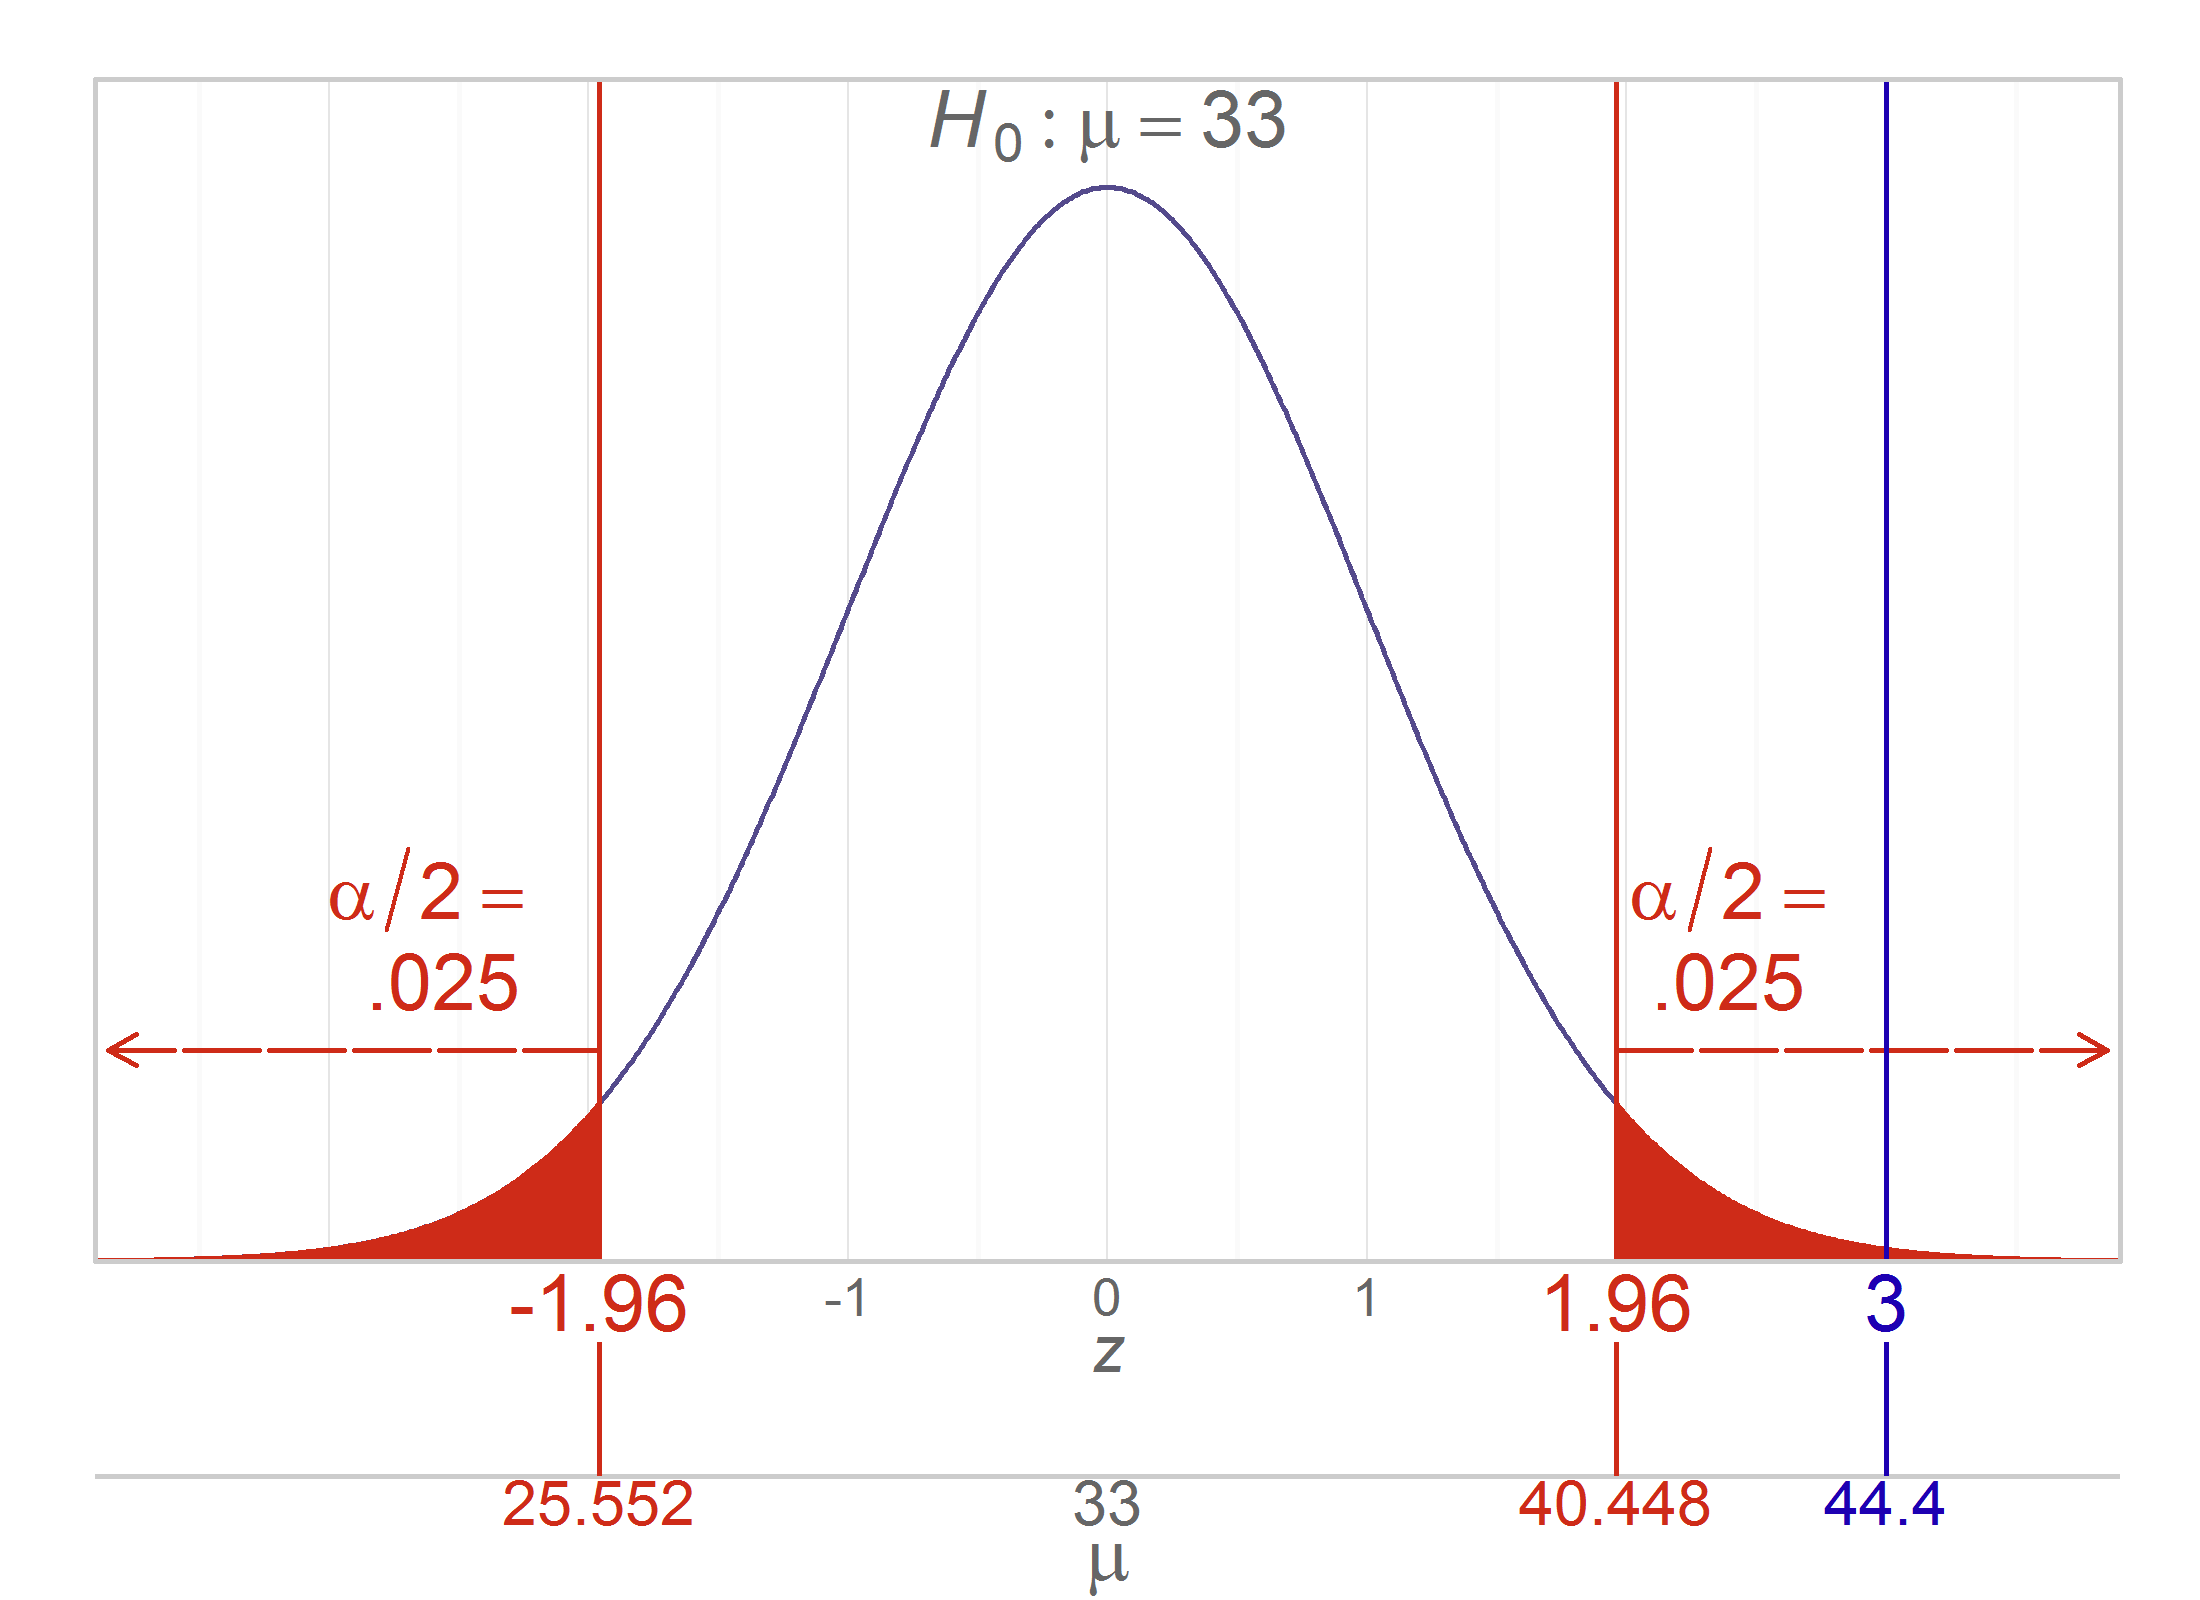 H₀ : μ = 33
α/2 =
.025
α/2 =
.025
-1.96 -1 0 1 1.96 3
z
25.552 33 40.448 44.4
μ